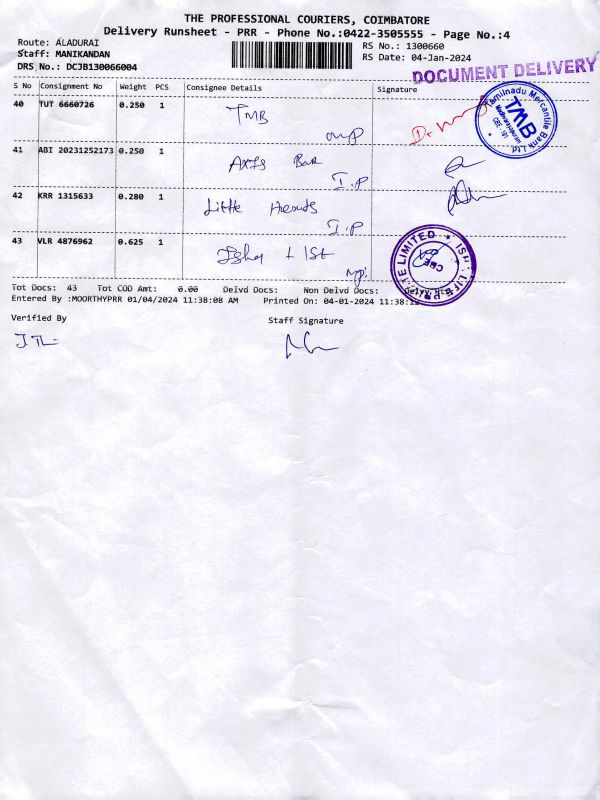 THE PROFESSIONAL COURIERS, COIMBATORE
Delivery Runsheet - PRR - Phone No.:0422-3505555 - Page No.:4
Route: ALADURAI
RS No.: 1300660
Staff: MANIKANDAN
RS Date: 04-Jan-2024
DRS No.: DCJB130066004
DOCUMENT DELIVERY
S No Consignment No Weight PCS Consignee Details Signature
40 TUT 6660726 0.250 1 TMB
Tamilnadu Mercantile Bank Ltd
TMB
41 ABI 20231252173 0.250 1 Axis
I.P
42 KRR 1315633 0.280 1 Little
I.P
43 VLR 4876962 0.625 1
LIFE PRIVATE LIMITED
CBE
Tot Docs: 43 Tot COD Amt: 0.00 Delvd Docs: Non Delvd Docs:
Entered By :MOORTHYPRR 01/04/2024 11:38:08 AM Printed On: 04-01-2024 11:38:12
Verified By
Staff Signature